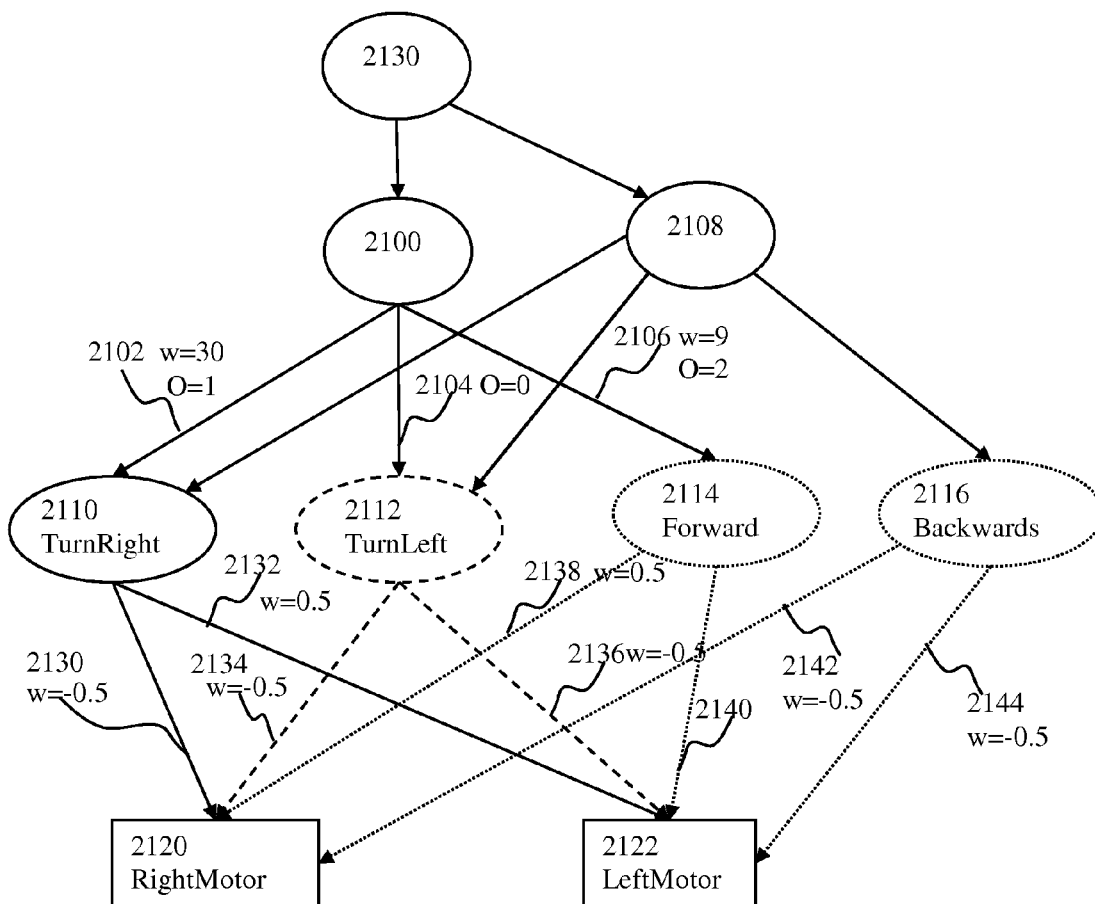 2130
2100
2108
2102 w=30
O=1
2104 O=0
2106 w=9
O=2
2110
TurnRight
2112
TurnLeft
2114
Forward
2116
Backwards
2132
w=0.5
2138 w=0.5
2130
w=-0.5
2134
w=-0.5
2136w=-0.5
2142
w=-0.5
2140
2144
w=-0.5
2120
RightMotor
2122
LeftMotor